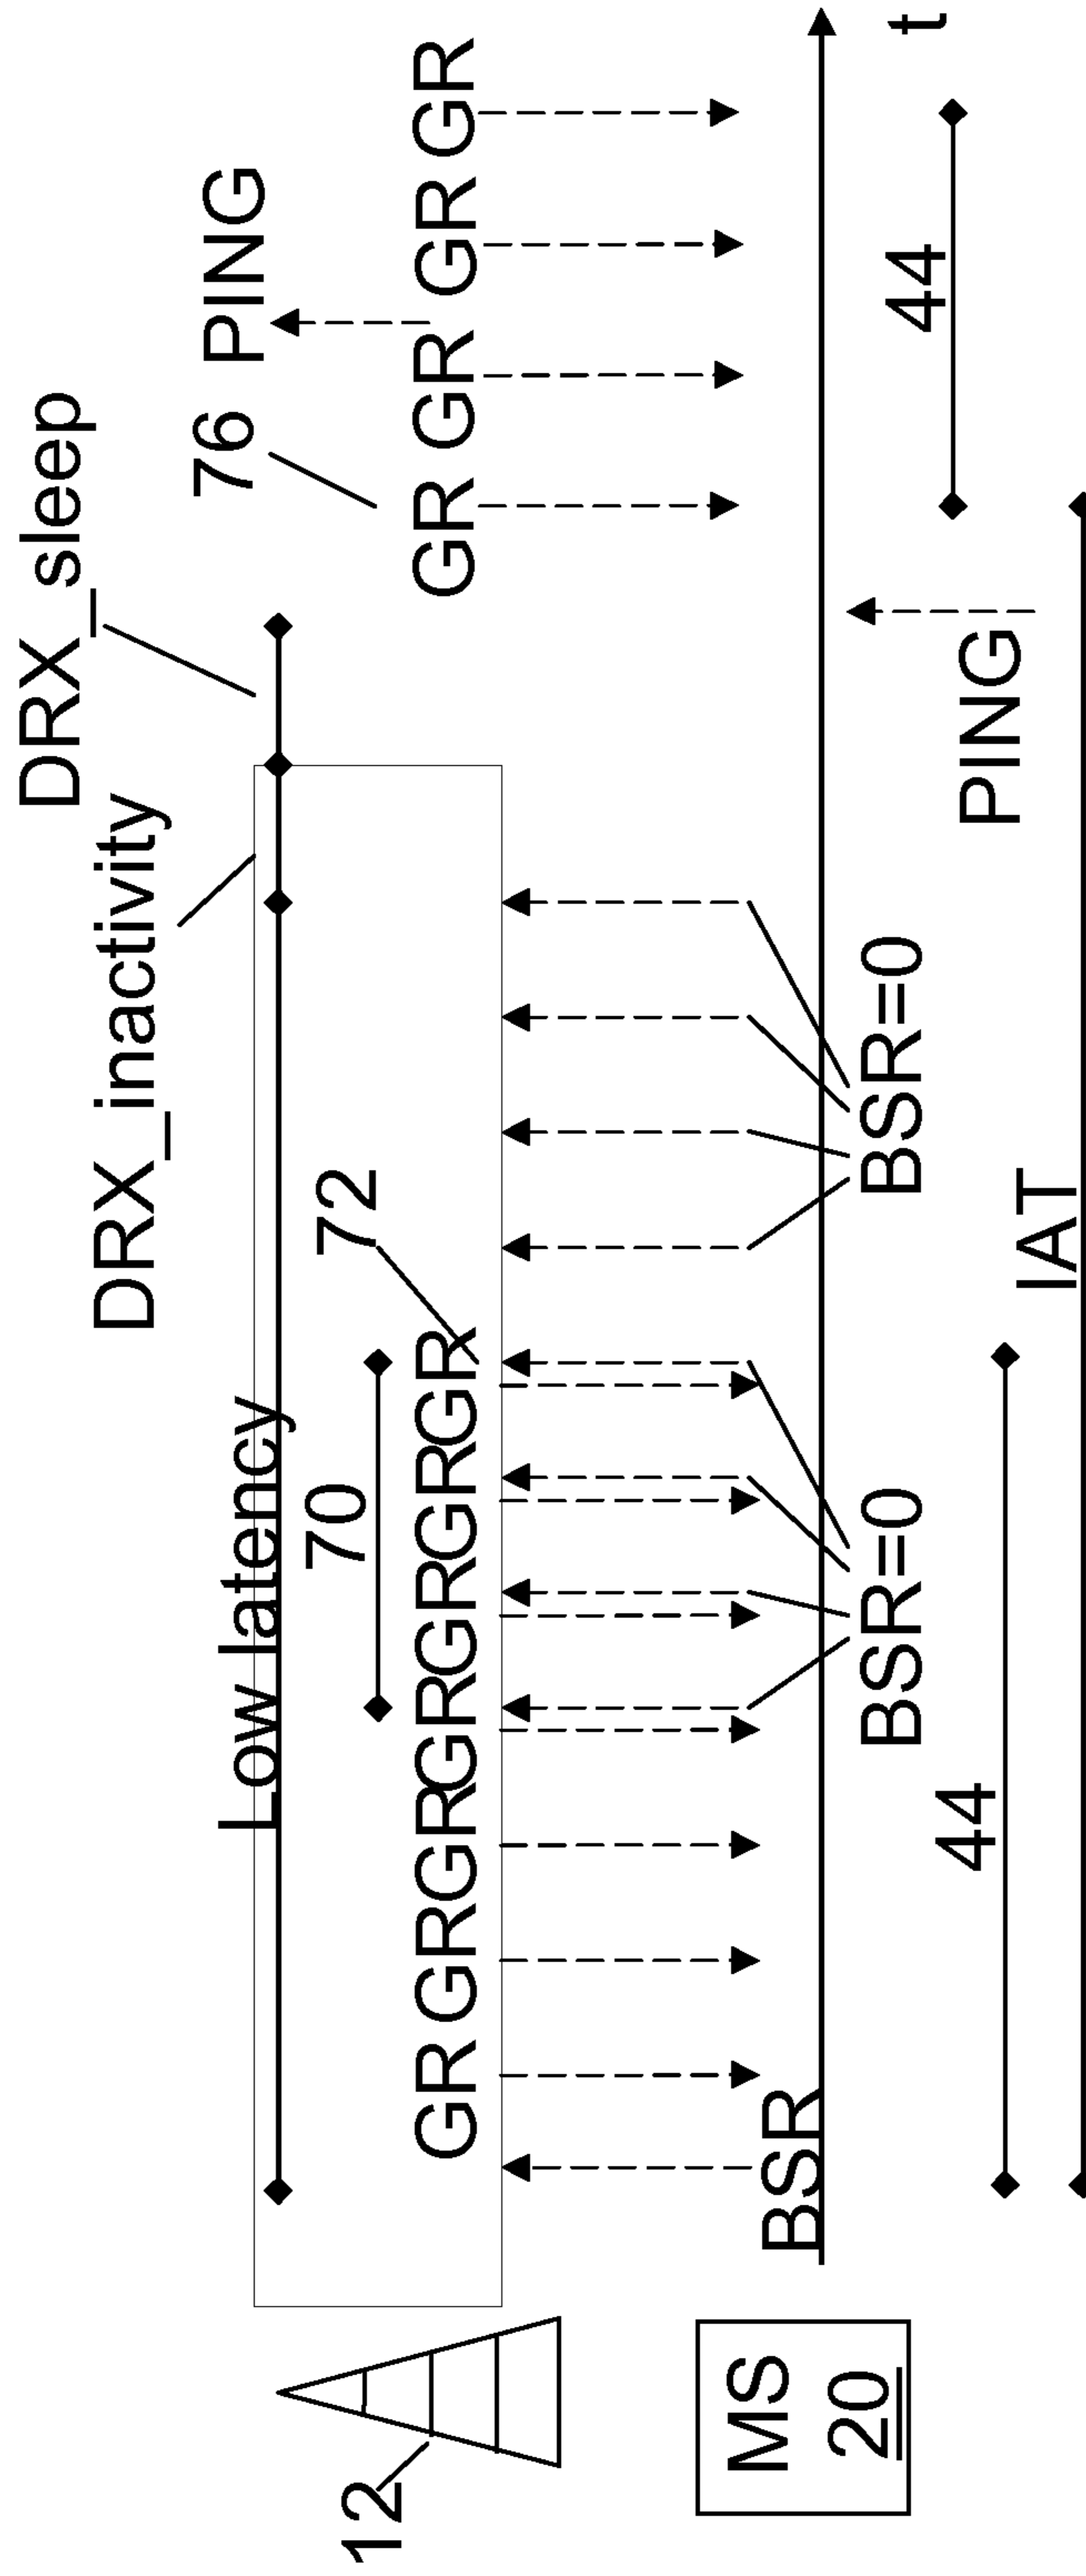 DRX_sleep
DRX_inactivity
76 PING
Low latency
70
72
12
GR GRGRGRGRGRGR
GR GR GR GR
MS
20
BSR
BSR=0
BSR=0
t
44
44
PING
IAT